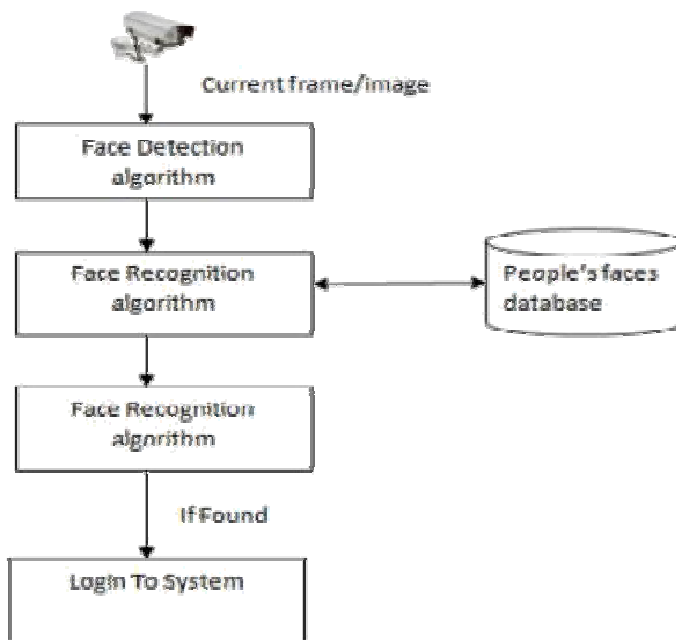 Current frame/image
Face Detection
algorithm
Face Recognition
algorithm
People's faces
database
Face Recognition
algorithm
If Found
Login To System